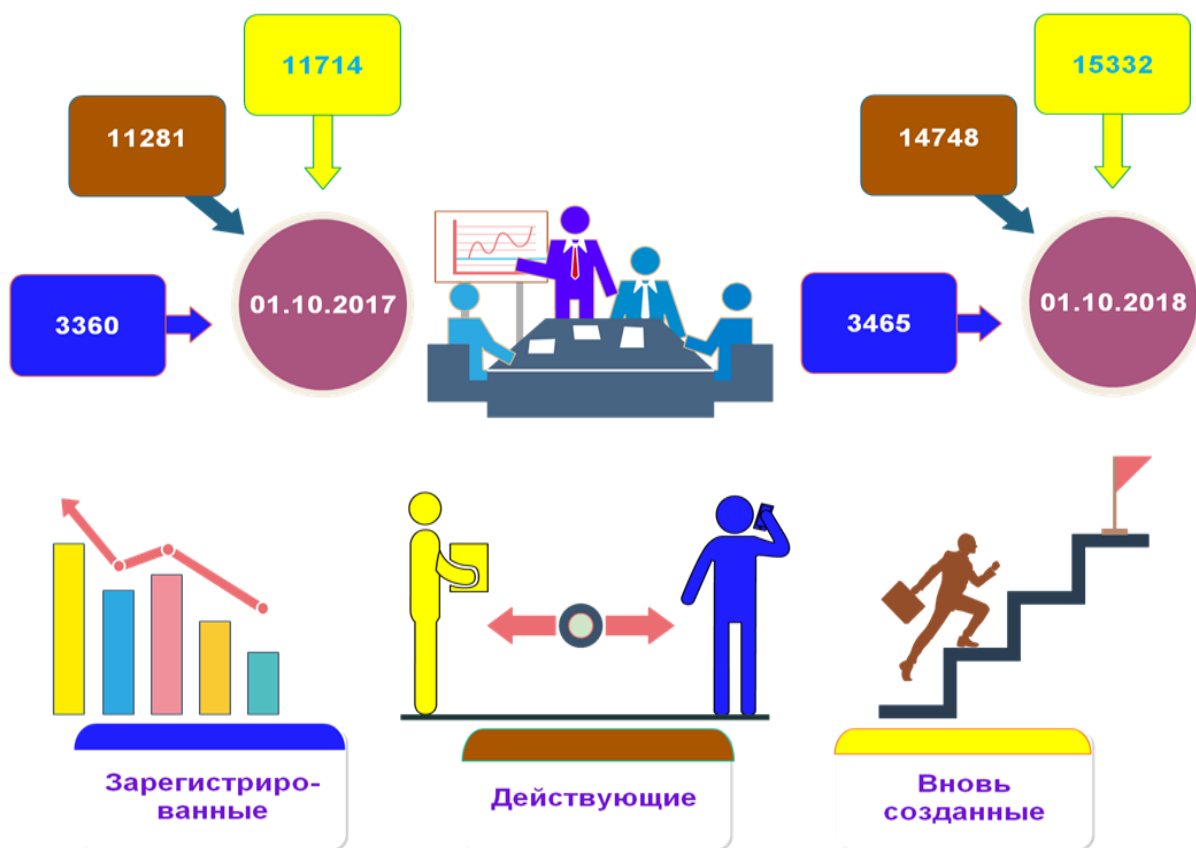 11714
11281
3360
01.10.2017
15332
14748
3465
01.10.2018
Зарегистриро-
ванные
Действующие
Вновь
созданные